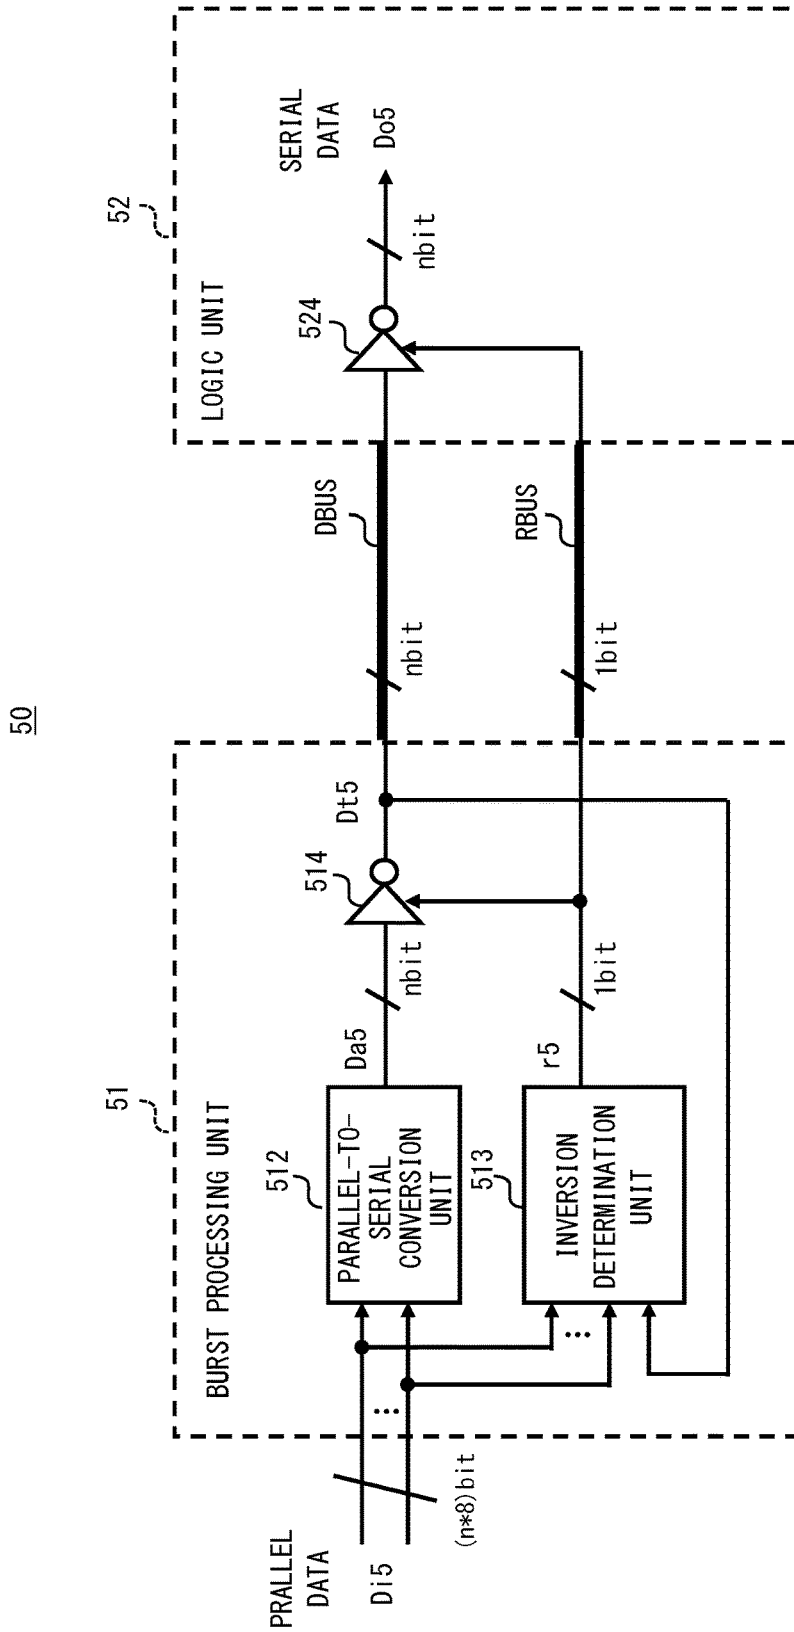 50
51
BURST PROCESSING UNIT
PRALLEL
DATA
Di5
(n*8)bit
...
512
PARALLEL-TO-
SERIAL
CONVERSION
UNIT
Da5
nbit
514
Dt5
513
INVERSION
DETERMINATION
UNIT
...
r5
1bit
DBUS
nbit
RBUS
1bit
52
LOGIC UNIT
524
nbit
SERIAL
DATA
Do5